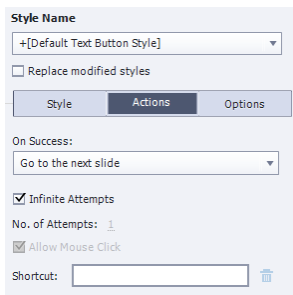 Style Name
+[Default Text Button Style]
Replace modified styles
Style Actions Options
On Success:
Go to the next slide
Infinite Attempts
No. of Attempts: 1
Allow Mouse Click
Shortcut: